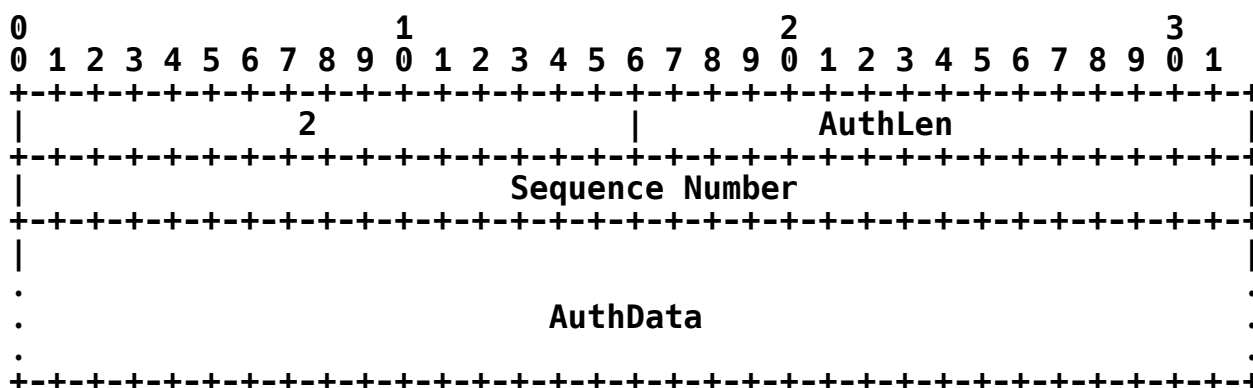 0                   1                   2                   3
0 1 2 3 4 5 6 7 8 9 0 1 2 3 4 5 6 7 8 9 0 1 2 3 4 5 6 7 8 9 0 1
+-+-+-+-+-+-+-+-+-+-+-+-+-+-+-+-+-+-+-+-+-+-+-+-+-+-+-+-+-+-+-+-+
|              2                |         AuthLen               |
+-+-+-+-+-+-+-+-+-+-+-+-+-+-+-+-+-+-+-+-+-+-+-+-+-+-+-+-+-+-+-+-+
|                         Sequence Number                       |
+-+-+-+-+-+-+-+-+-+-+-+-+-+-+-+-+-+-+-+-+-+-+-+-+-+-+-+-+-+-+-+-+
|                                                               |
.                                                               .
.                           AuthData                            .
.                                                               .
+-+-+-+-+-+-+-+-+-+-+-+-+-+-+-+-+-+-+-+-+-+-+-+-+-+-+-+-+-+-+-+-+